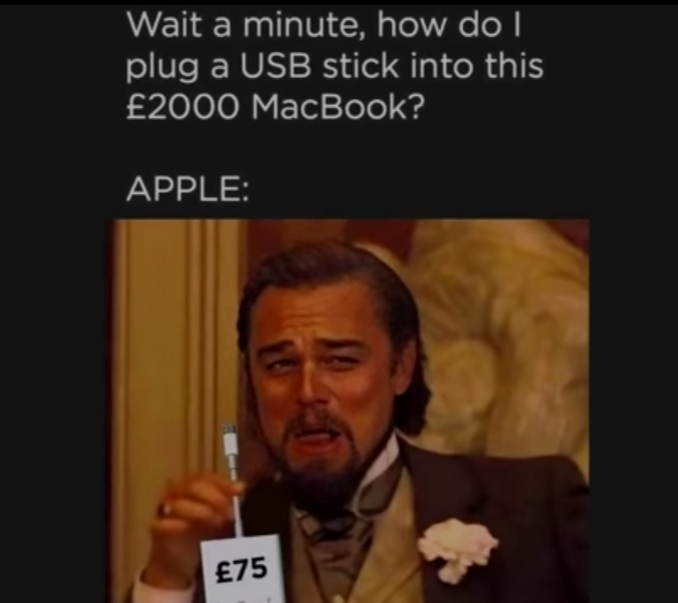 Wait a minute, how do I
plug a USB stick into this
£2000 MacBook?
APPLE:
£75